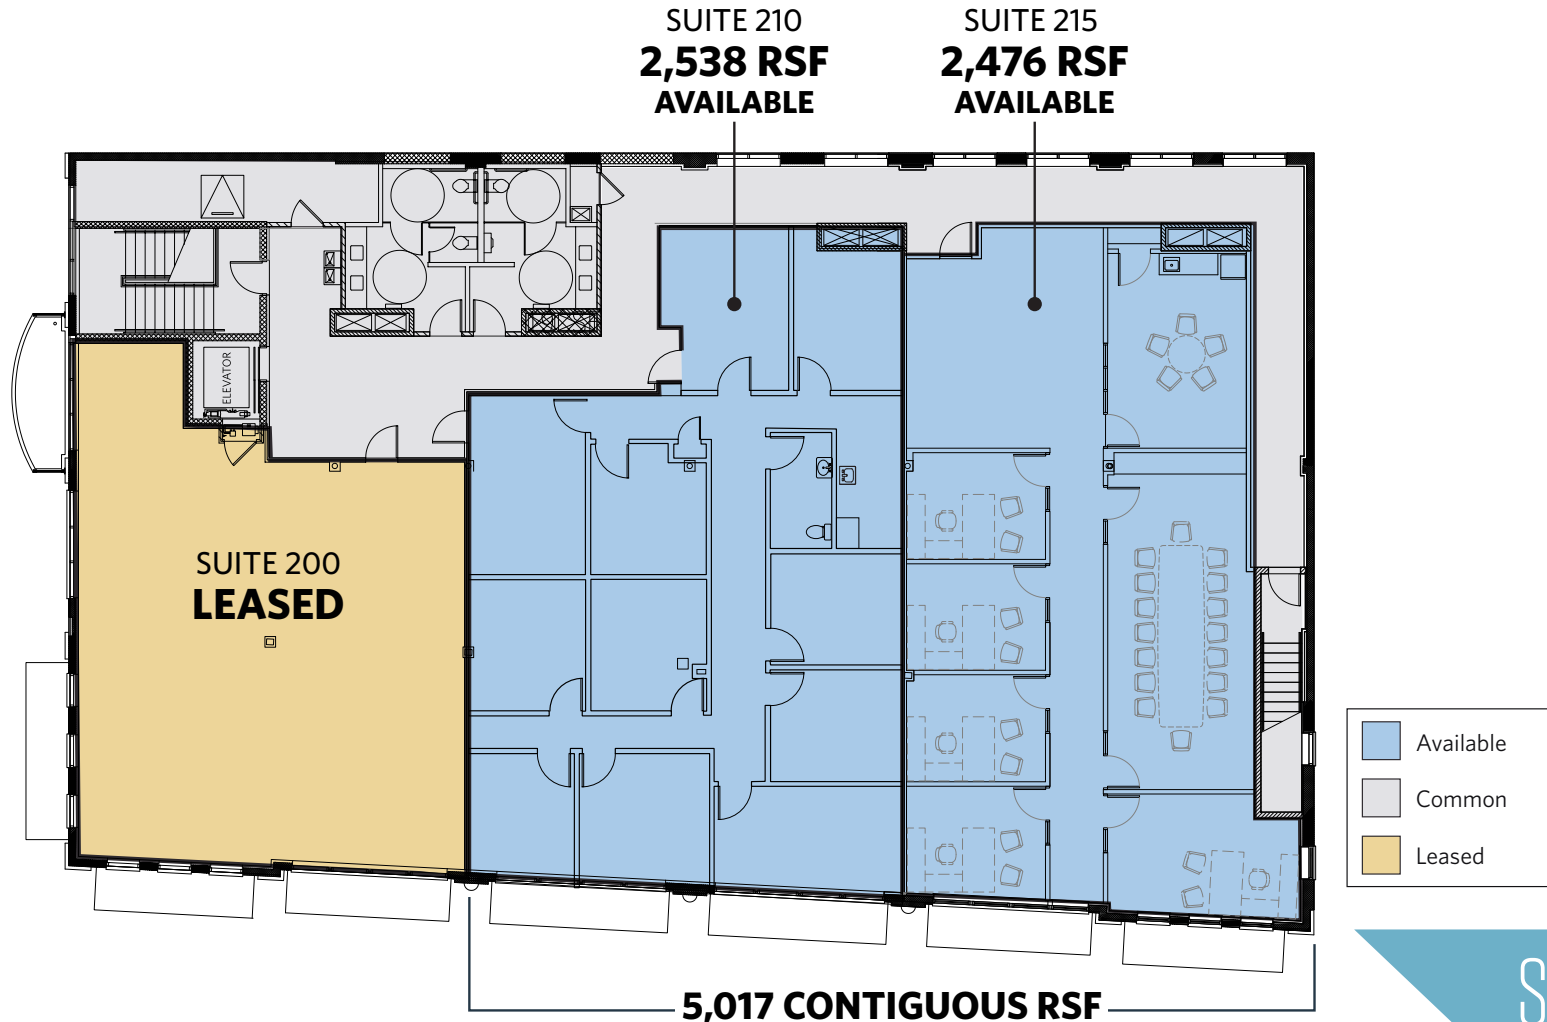 SUITE 210
2,538 RSF
AVAILABLE
SUITE 215
2,476 RSF
AVAILABLE
ELEVATOR
SUITE 200
LEASED
Available
Common
Leased
5,017 CONTIGUOUS RSF
S